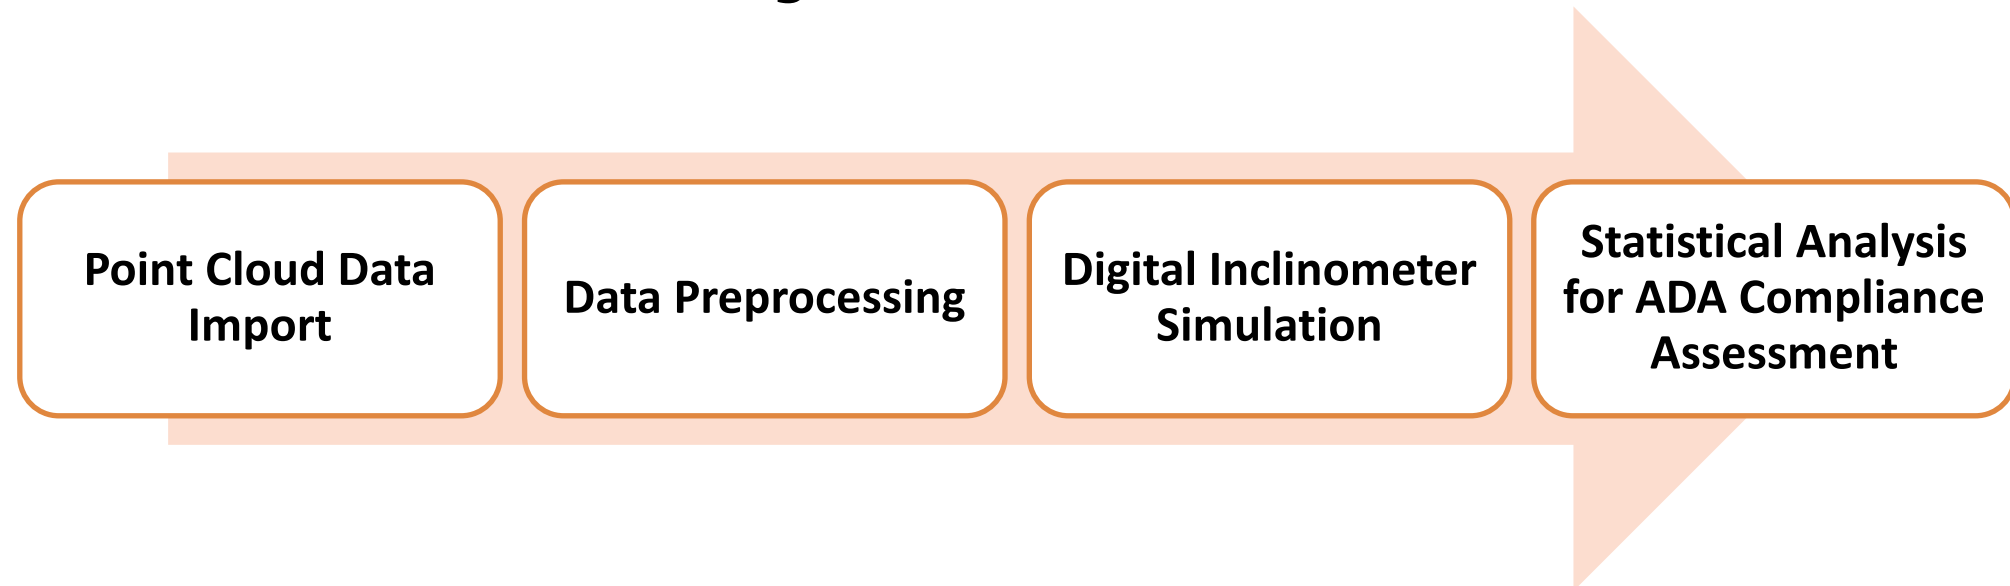 Point Cloud Data
Import
Data Preprocessing
Digital Inclinometer
Simulation
Statistical Analysis
for ADA Compliance
Assessment